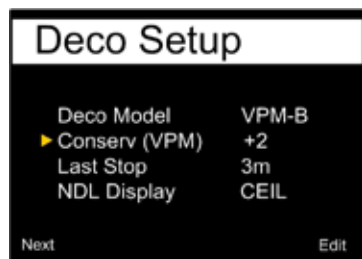 Deco Setup
Deco Model VPM-B
Conserv (VPM) +2
Last Stop 3m
NDL Display CEIL
Next Edit